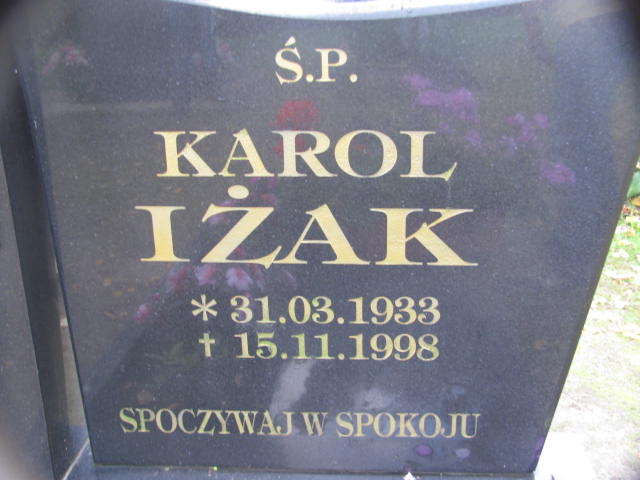 Ś.P.
KAROL
IŻAK
* 31.03.1933
† 15.11.1998
SPOCZYWAJ W SPOKOJU